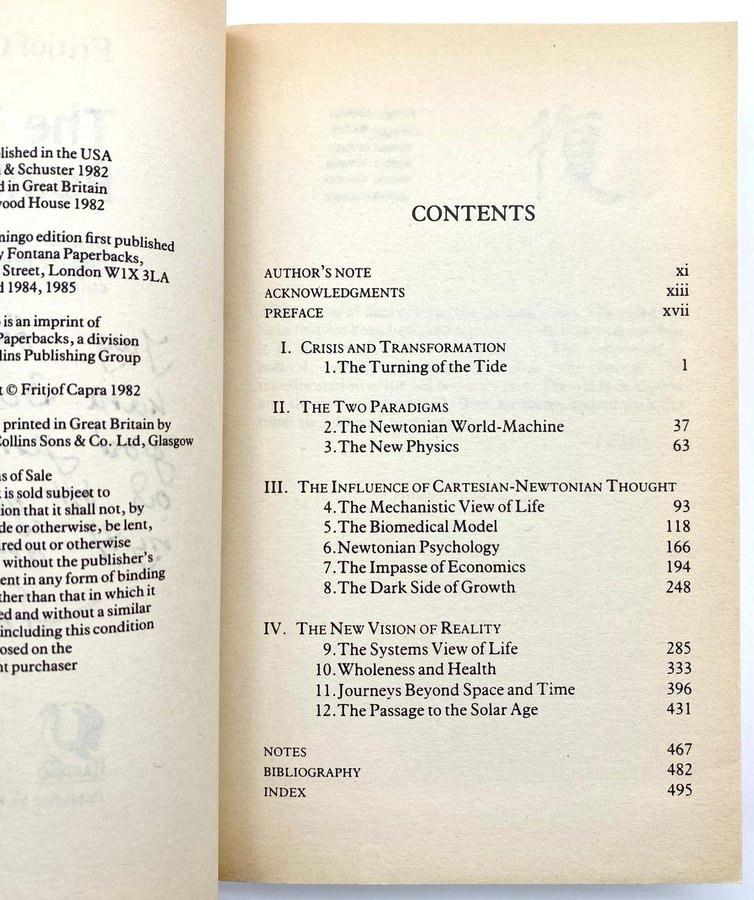 lished in the USA
& Schuster 1982
d in Great Britain
wood House 1982
mingo edition first published
y Fontana Paperbacks,
Street, London W1X 3LA
d 1984, 1985
is an imprint of
Paperbacks, a division
llins Publishing Group
t © Fritjof Capra 1982
printed in Great Britain by
Collins Sons & Co. Ltd, Glasgow
ns of Sale
is sold subject to
ion that it shall not, by
de or otherwise, be lent,
ired out or otherwise
without the publisher's
ent in any form of binding
ther than that in which it
ed and without a similar
including this condition
posed on the
nt purchaser
CONTENTS
AUTHOR'S NOTE xi
ACKNOWLEDGMENTS xiii
PREFACE xvii
I. CRISIS AND TRANSFORMATION
1. The Turning of the Tide 1
II. THE TWO PARADIGMS
2. The Newtonian World-Machine 37
3. The New Physics 63
III. THE INFLUENCE OF CARTESIAN-NEWTONIAN THOUGHT
4. The Mechanistic View of Life 93
5. The Biomedical Model 118
6. Newtonian Psychology 166
7. The Impasse of Economics 194
8. The Dark Side of Growth 248
IV. THE NEW VISION OF REALITY
9. The Systems View of Life 285
10. Wholeness and Health 333
11. Journeys Beyond Space and Time 396
12. The Passage to the Solar Age 431
NOTES 467
BIBLIOGRAPHY 482
INDEX 495